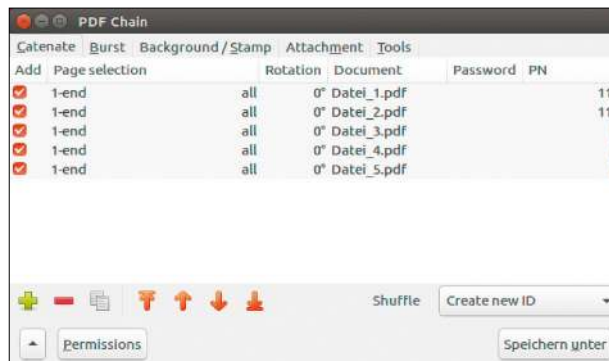 PDF Chain
Catenate Burst Background / Stamp Attachment Tools
Add Page selection Rotation Document Password PN
1-end all 0° Datei_1.pdf 11
1-end all 0° Datei_2.pdf 11
1-end all 0° Datei_3.pdf
1-end all 0° Datei_4.pdf
1-end all 0° Datei_5.pdf
Shuffle Create new ID
Permissions Speichern unter